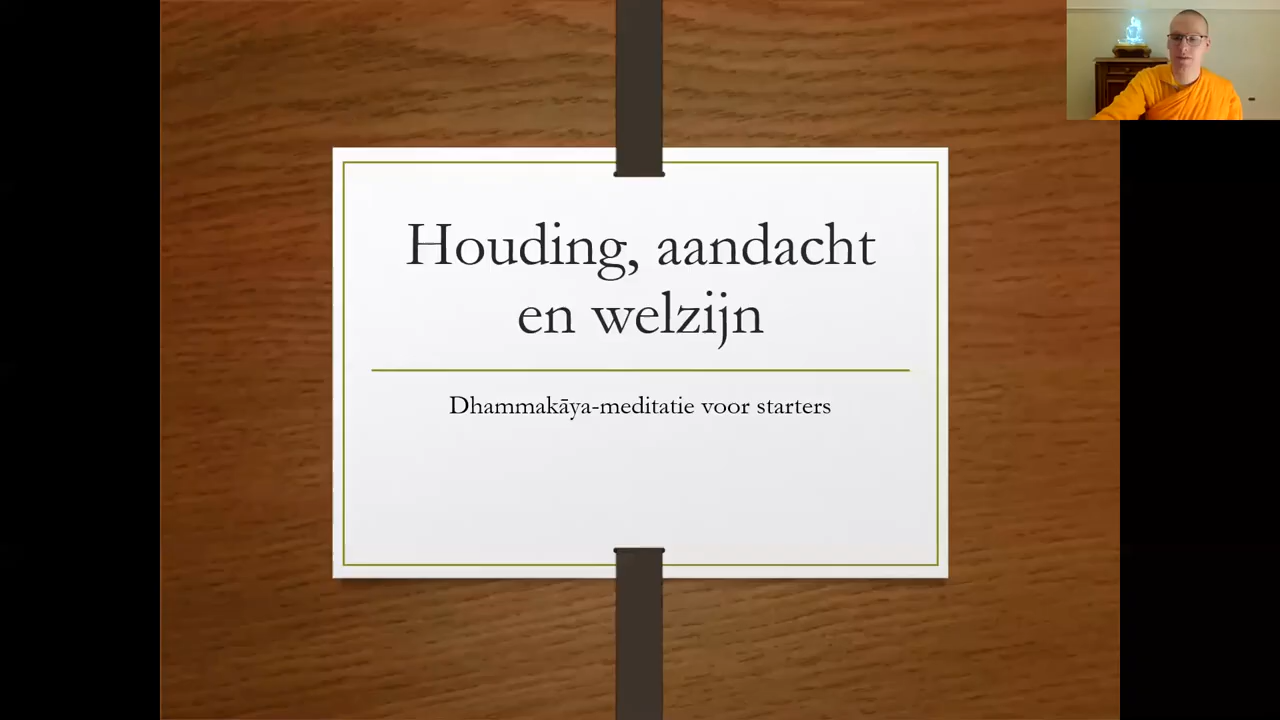 Houding, aandacht
en welzijn
Dhammakāya-meditatie voor starters